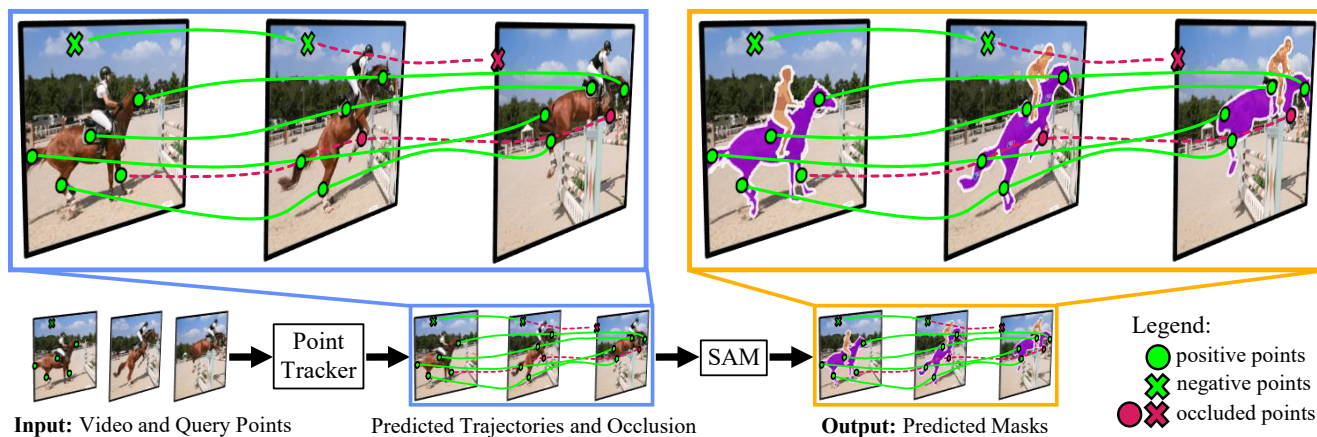 Point
Tracker
SAM
Legend:
positive points
negative points
occluded points
Input: Video and Query Points
Predicted Trajectories and Occlusion
Output: Predicted Masks